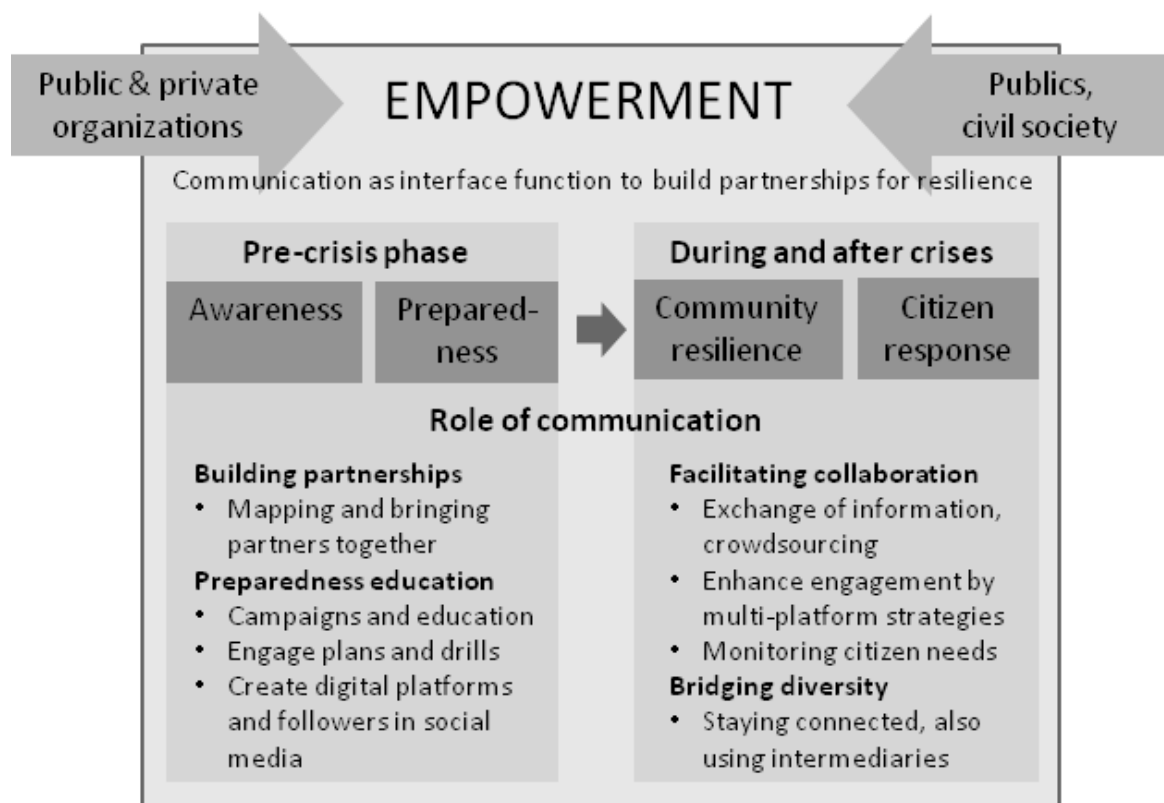 Public & private
organizations
EMPOWERMENT
Publics,
civil society
Communication as interface function to build partnerships for resilience
Pre-crisis phase
Awareness
Prepared-
ness
During and after crises
Community
resilience
Citizen
response
Role of communication
Building partnerships
• Mapping and bringing
partners together
Preparedness education
• Campaigns and education
• Engage plans and drills
• Create digital platforms
and followers in social
media
Facilitating collaboration
• Exchange of information,
crowdsourcing
• Enhance engagement by
multi-platform strategies
• Monitoring citizen needs
Bridging diversity
• Staying connected, also
using intermediaries